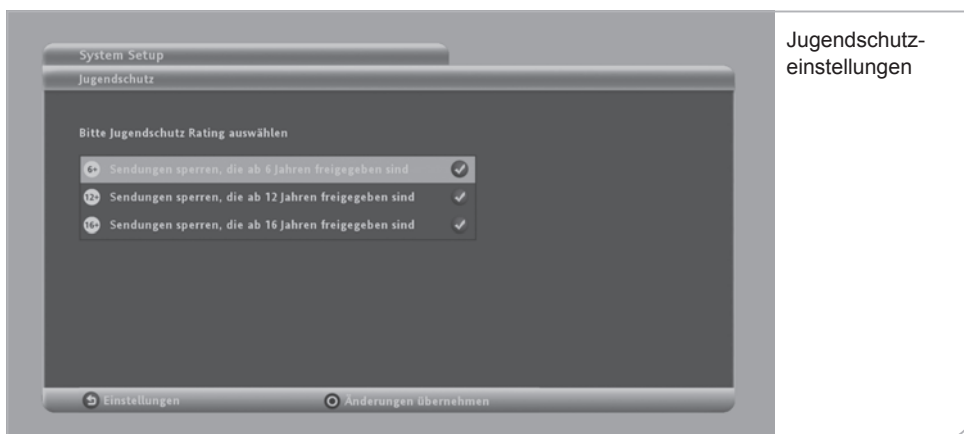 System Setup
Jugendschutz
Bitte Jugendschutz Rating auswählen
6+ Sendungen sperren, die ab 6 Jahren freigegeben sind
12+ Sendungen sperren, die ab 12 Jahren freigegeben sind
16+ Sendungen sperren, die ab 16 Jahren freigegeben sind
Einstellungen Änderungen übernehmen
Jugendschutz-
einstellungen